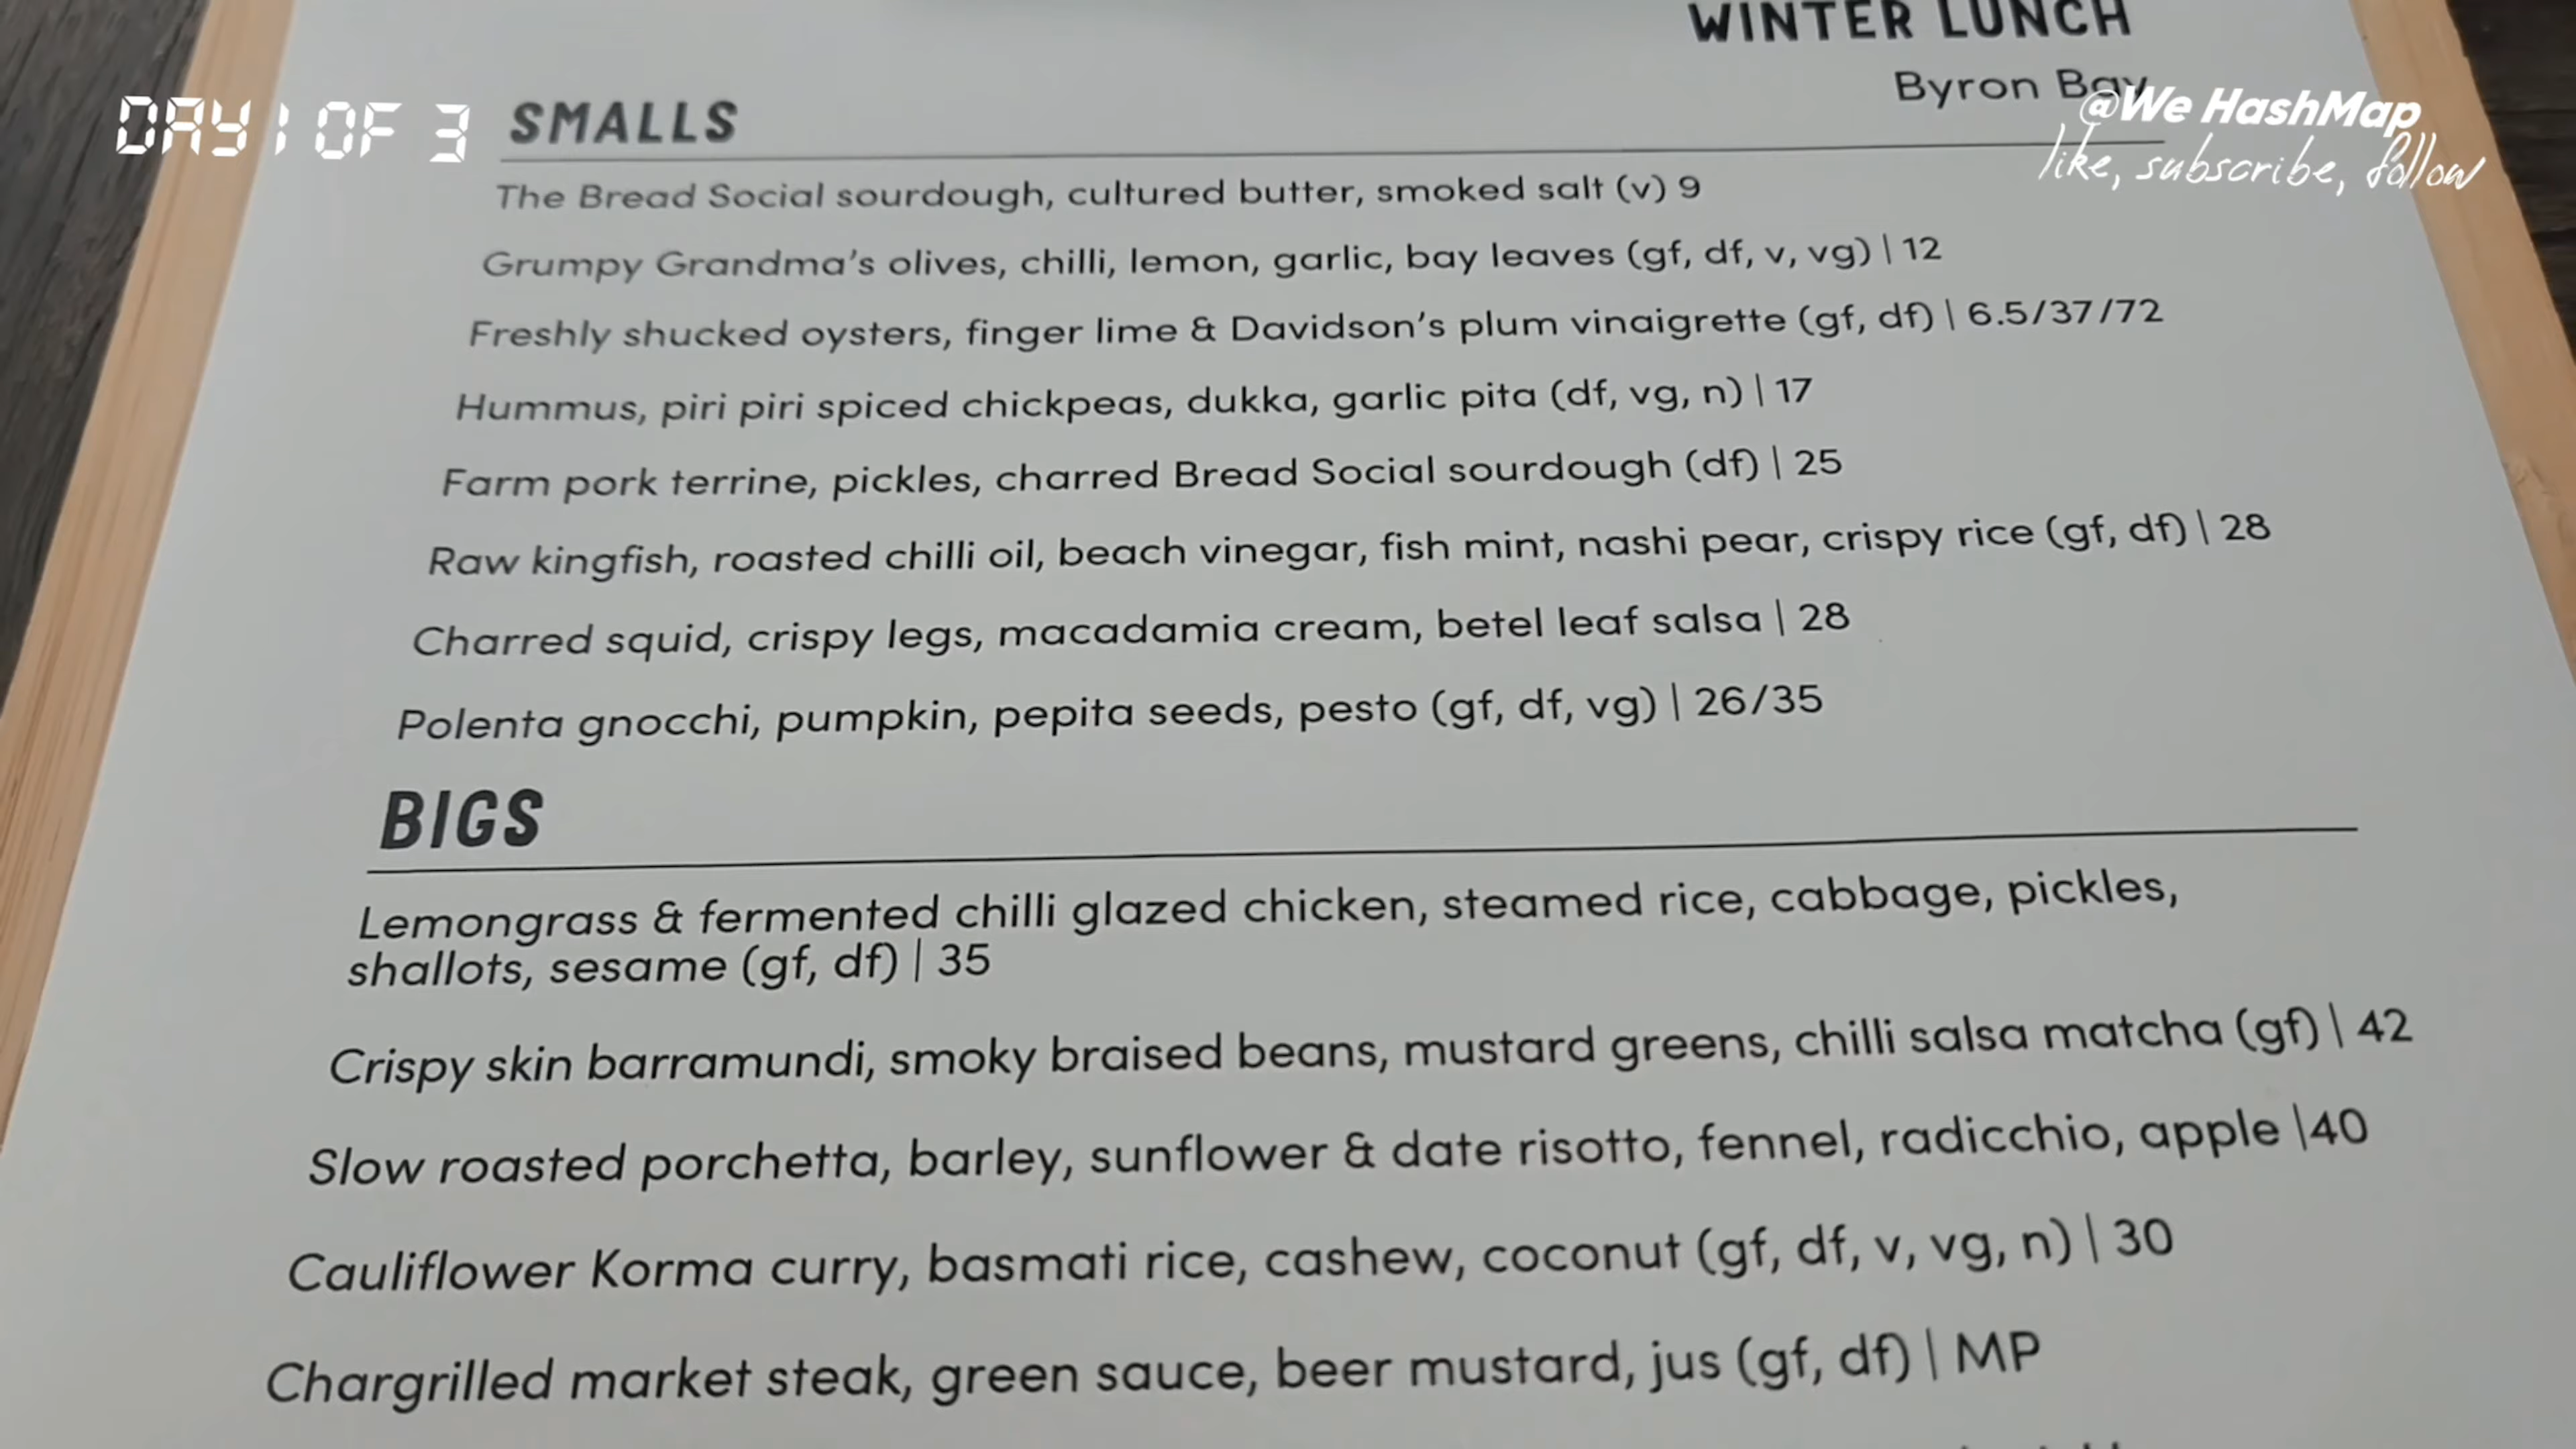 WINTER LUNCH
Byron Bay
@We HashMap
like, subscribe, follow
DAY 1 OF 3
SMALLS
The Bread Social sourdough, cultured butter, smoked salt (v) 9
Grumpy Grandma's olives, chilli, lemon, garlic, bay leaves (gf, df, v, vg) | 12
Freshly shucked oysters, finger lime & Davidson's plum vinaigrette (gf, df) | 6.5/37/72
Hummus, piri piri spiced chickpeas, dukka, garlic pita (df, vg, n) | 17
Farm pork terrine, pickles, charred Bread Social sourdough (df) | 25
Raw kingfish, roasted chilli oil, beach vinegar, fish mint, nashi pear, crispy rice (gf, df) | 28
Charred squid, crispy legs, macadamia cream, betel leaf salsa | 28
Polenta gnocchi, pumpkin, pepita seeds, pesto (gf, df, vg) | 26/35
BIGS
Lemongrass & fermented chilli glazed chicken, steamed rice, cabbage, pickles,
shallots, sesame (gf, df) | 35
Crispy skin barramundi, smoky braised beans, mustard greens, chilli salsa matcha (gf) | 42
Slow roasted porchetta, barley, sunflower & date risotto, fennel, radicchio, apple |40
Cauliflower Korma curry, basmati rice, cashew, coconut (gf, df, v, vg, n) | 30
Chargrilled market steak, green sauce, beer mustard, jus (gf, df) | MP